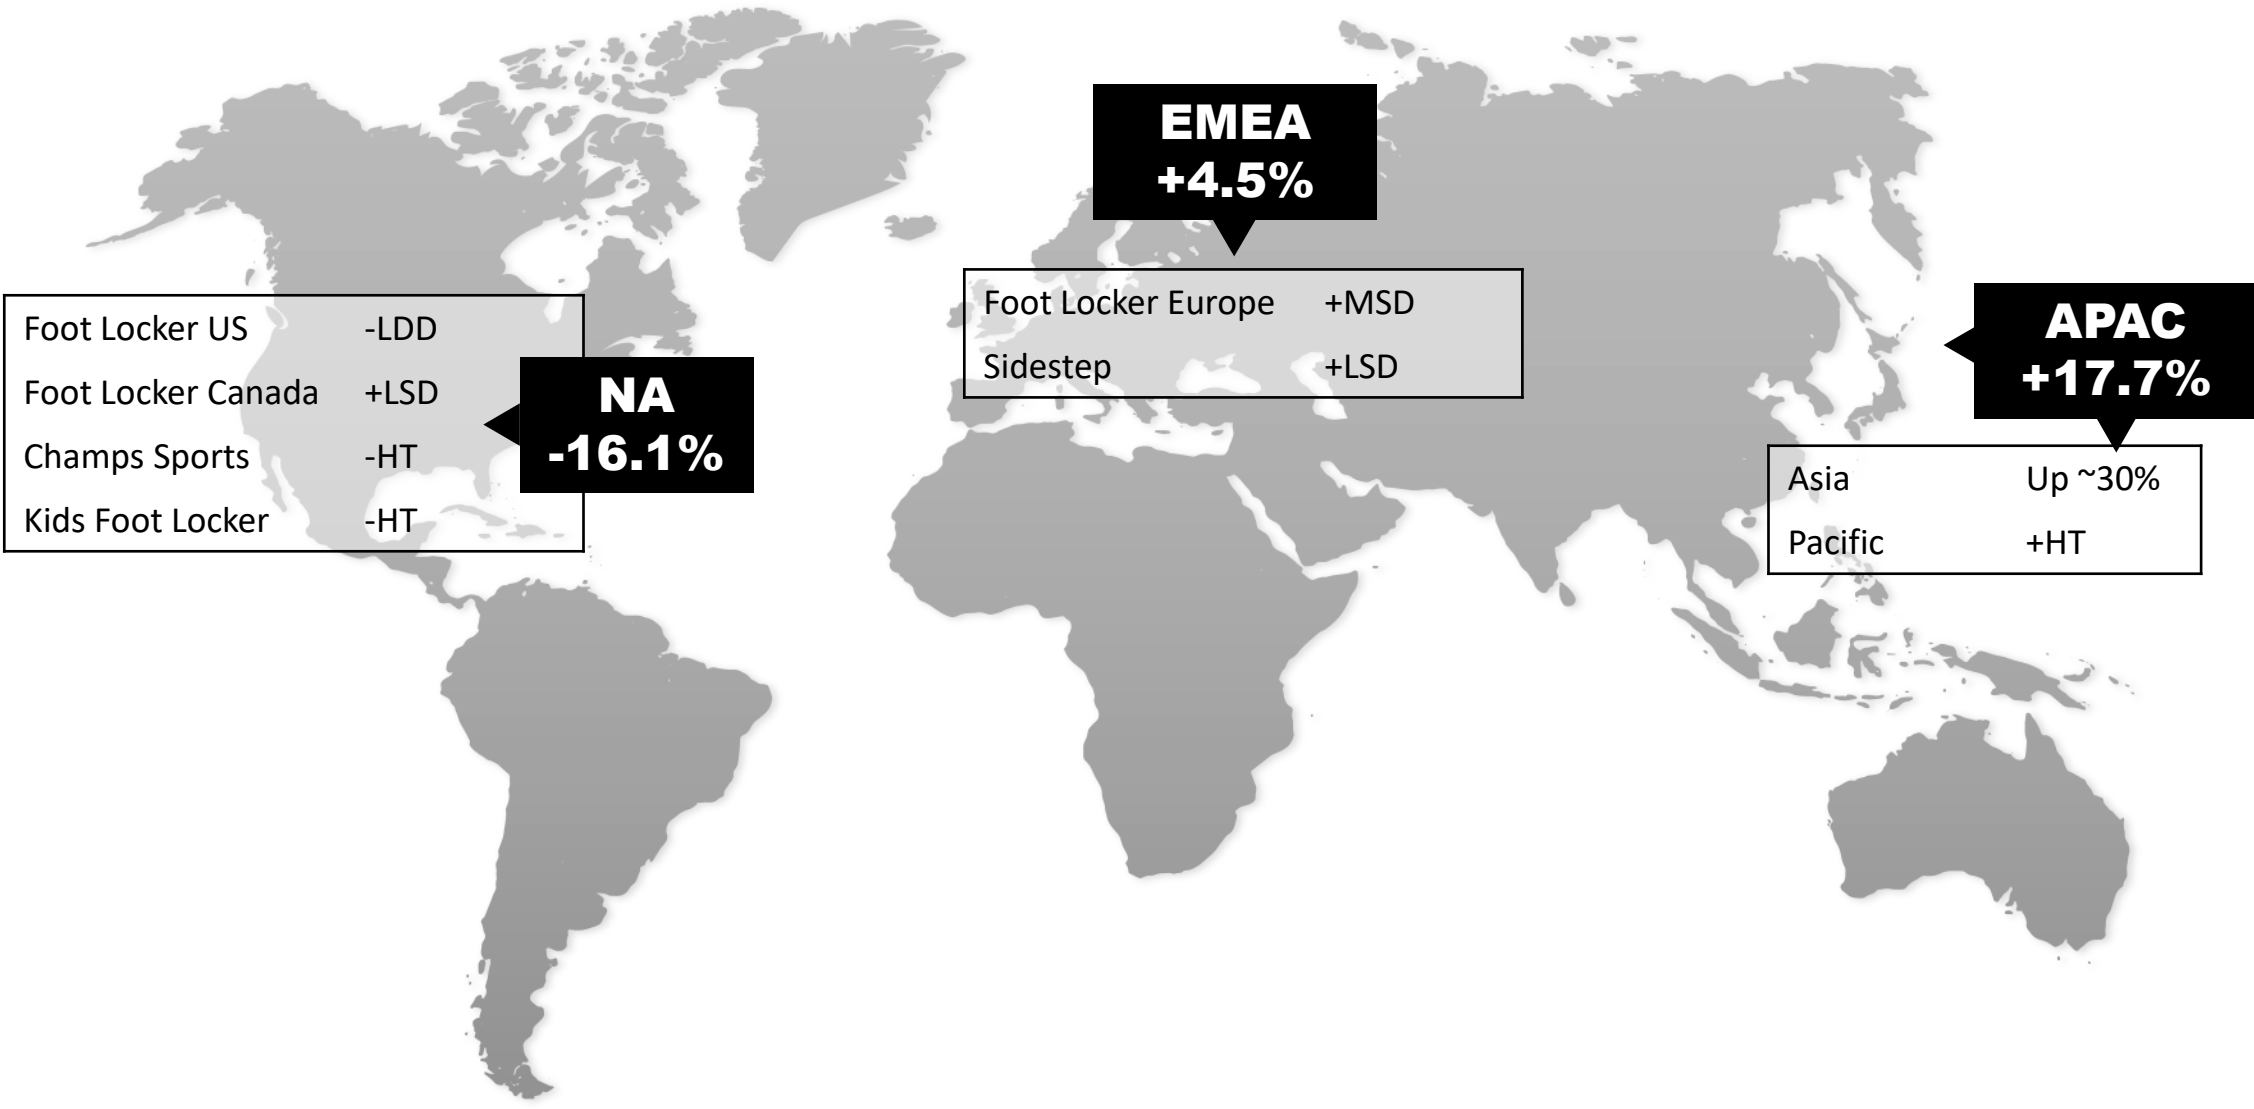 EMEA
+4.5%
Foot Locker Europe +MSD
Sidestep +LSD
APAC
+17.7%
Asia Up ~30%
Pacific +HT
NA
-16.1%
Foot Locker US -LDD
Foot Locker Canada +LSD
Champs Sports -HT
Kids Foot Locker -HT